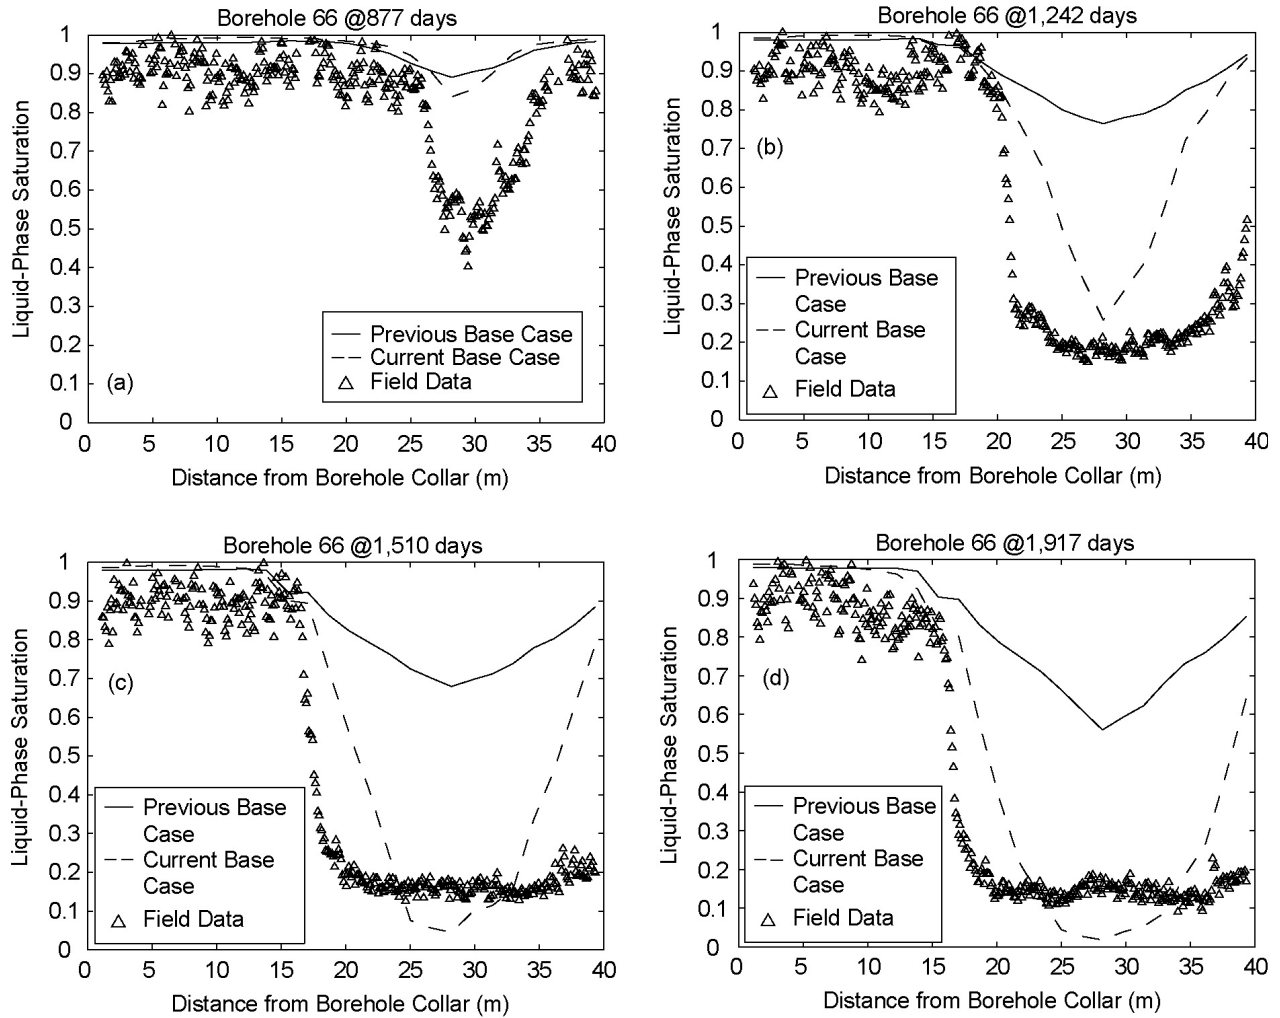 Borehole 66 @877 days
1
0.9
0.8
0.7
0.6
0.5
0.4
0.3
0.2
0.1
0
Liquid-Phase Saturation
Previous Base Case
Current Base Case
Field Data
(a)
0 5 10 15 20 25 30 35 40
Distance from Borehole Collar (m)
Borehole 66 @1,242 days
1
0.9
0.8
0.7
0.6
0.5
0.4
0.3
0.2
0.1
0
Liquid-Phase Saturation
(b)
Previous Base
Case
Current Base
Case
Field Data
0 5 10 15 20 25 30 35 40
Distance from Borehole Collar (m)
Borehole 66 @1,510 days
1
0.9
0.8
0.7
0.6
0.5
0.4
0.3
0.2
0.1
0
Liquid-Phase Saturation
(c)
Previous Base
Case
Current Base
Case
Field Data
0 5 10 15 20 25 30 35 40
Distance from Borehole Collar (m)
Borehole 66 @1,917 days
1
0.9
0.8
0.7
0.6
0.5
0.4
0.3
0.2
0.1
0
Liquid-Phase Saturation
(d)
Previous Base
Case
Current Base
Case
Field Data
0 5 10 15 20 25 30 35 40
Distance from Borehole Collar (m)